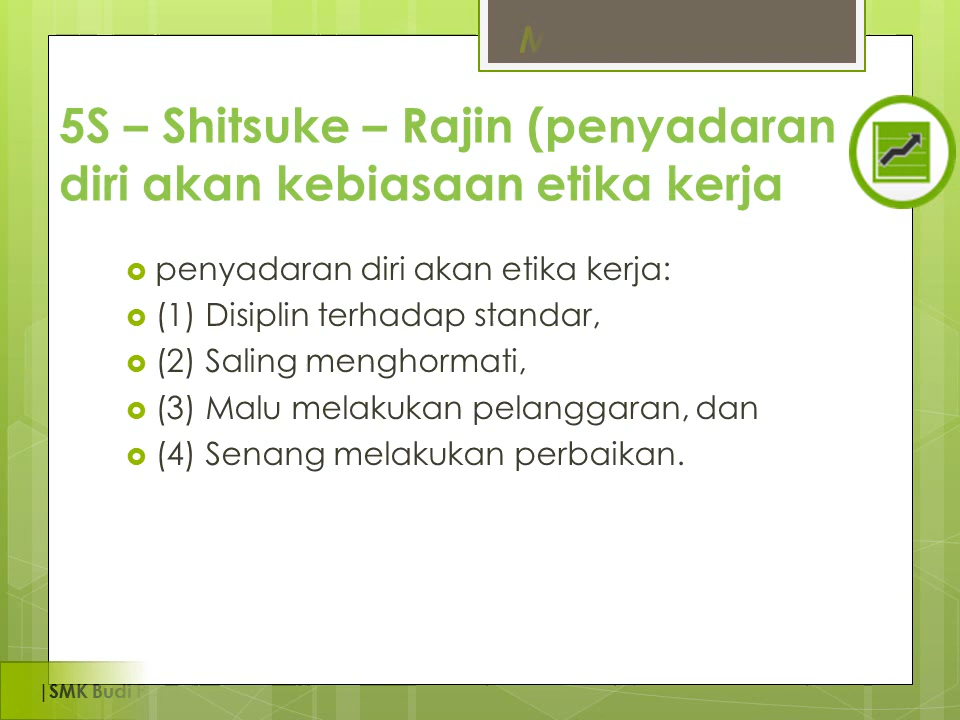 5S – Shitsuke – Rajin (penyadaran
diri akan kebiasaan etika kerja
penyadaran diri akan etika kerja:
(1) Disiplin terhadap standar,
(2) Saling menghormati,
(3) Malu melakukan pelanggaran, dan
(4) Senang melakukan perbaikan.
|SMK Budi